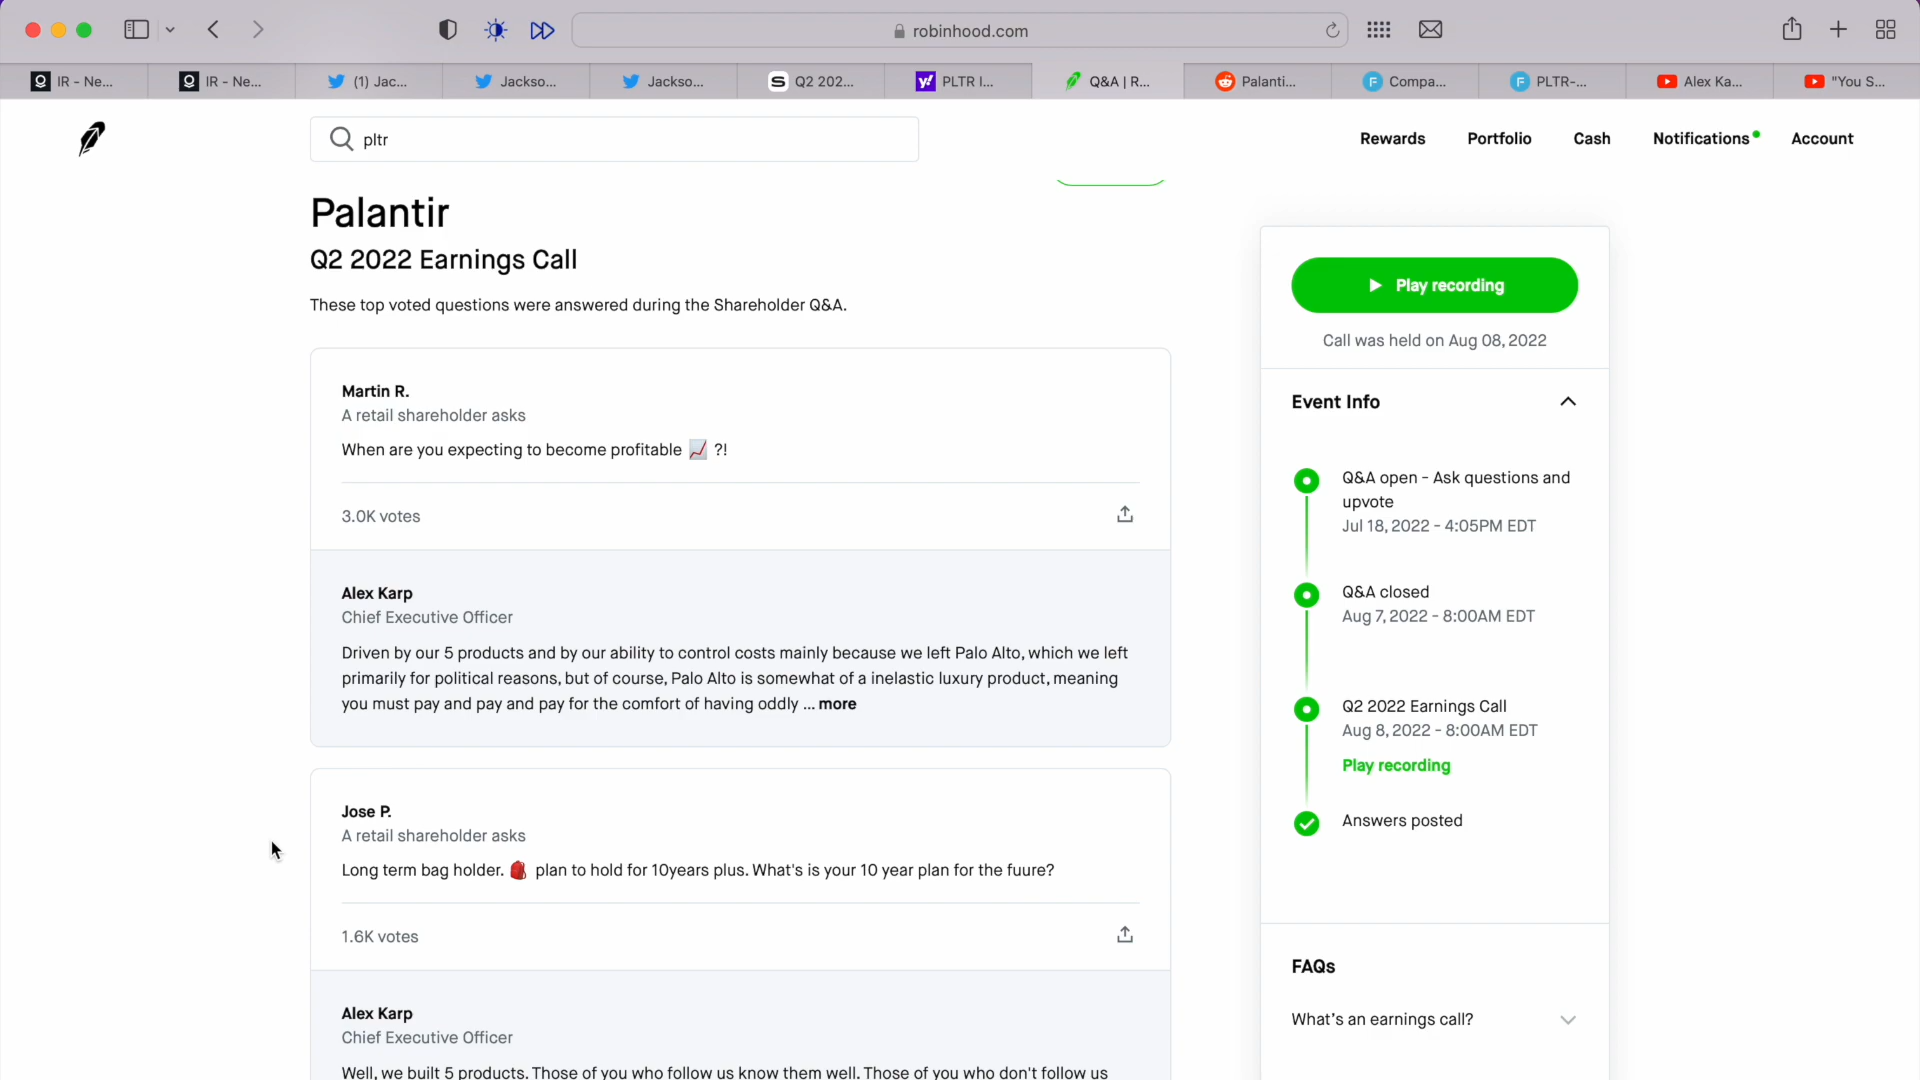 robinhood.com
IR - Ne...
IR - Ne...
(1) Jac...
Jackso...
Jackso...
S Q2 202...
y! PLTR I...
Q&A | R...
Palanti...
F Compa...
F PLTR-...
Alex Ka...
"You S...
pltr
Rewards
Portfolio
Cash
Notifications
Account
Palantir
Q2 2022 Earnings Call
These top voted questions were answered during the Shareholder Q&A.
Martin R.
A retail shareholder asks
When are you expecting to become profitable 📈 ?!
3.0K votes
Alex Karp
Chief Executive Officer
Driven by our 5 products and by our ability to control costs mainly because we left Palo Alto, which we left
primarily for political reasons, but of course, Palo Alto is somewhat of a inelastic luxury product, meaning
you must pay and pay and pay for the comfort of having oddly ... more
Jose P.
A retail shareholder asks
Long term bag holder. 🎒 plan to hold for 10years plus. What's is your 10 year plan for the fuure?
1.6K votes
Alex Karp
Chief Executive Officer
Well, we built 5 products. Those of you who follow us know them well. Those of you who don't follow us
Play recording
Call was held on Aug 08, 2022
Event Info
Q&A open - Ask questions and
upvote
Jul 18, 2022 - 4:05PM EDT
Q&A closed
Aug 7, 2022 - 8:00AM EDT
Q2 2022 Earnings Call
Aug 8, 2022 - 8:00AM EDT
Play recording
Answers posted
FAQs
What's an earnings call?